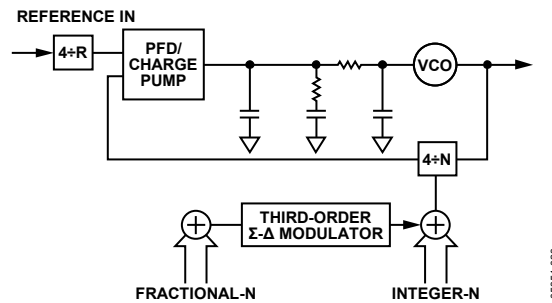 REFERENCE IN
4÷R
PFD/
CHARGE
PUMP
VCO
4÷N
THIRD-ORDER
Σ-Δ MODULATOR
+
+
FRACTIONAL-N
INTEGER-N